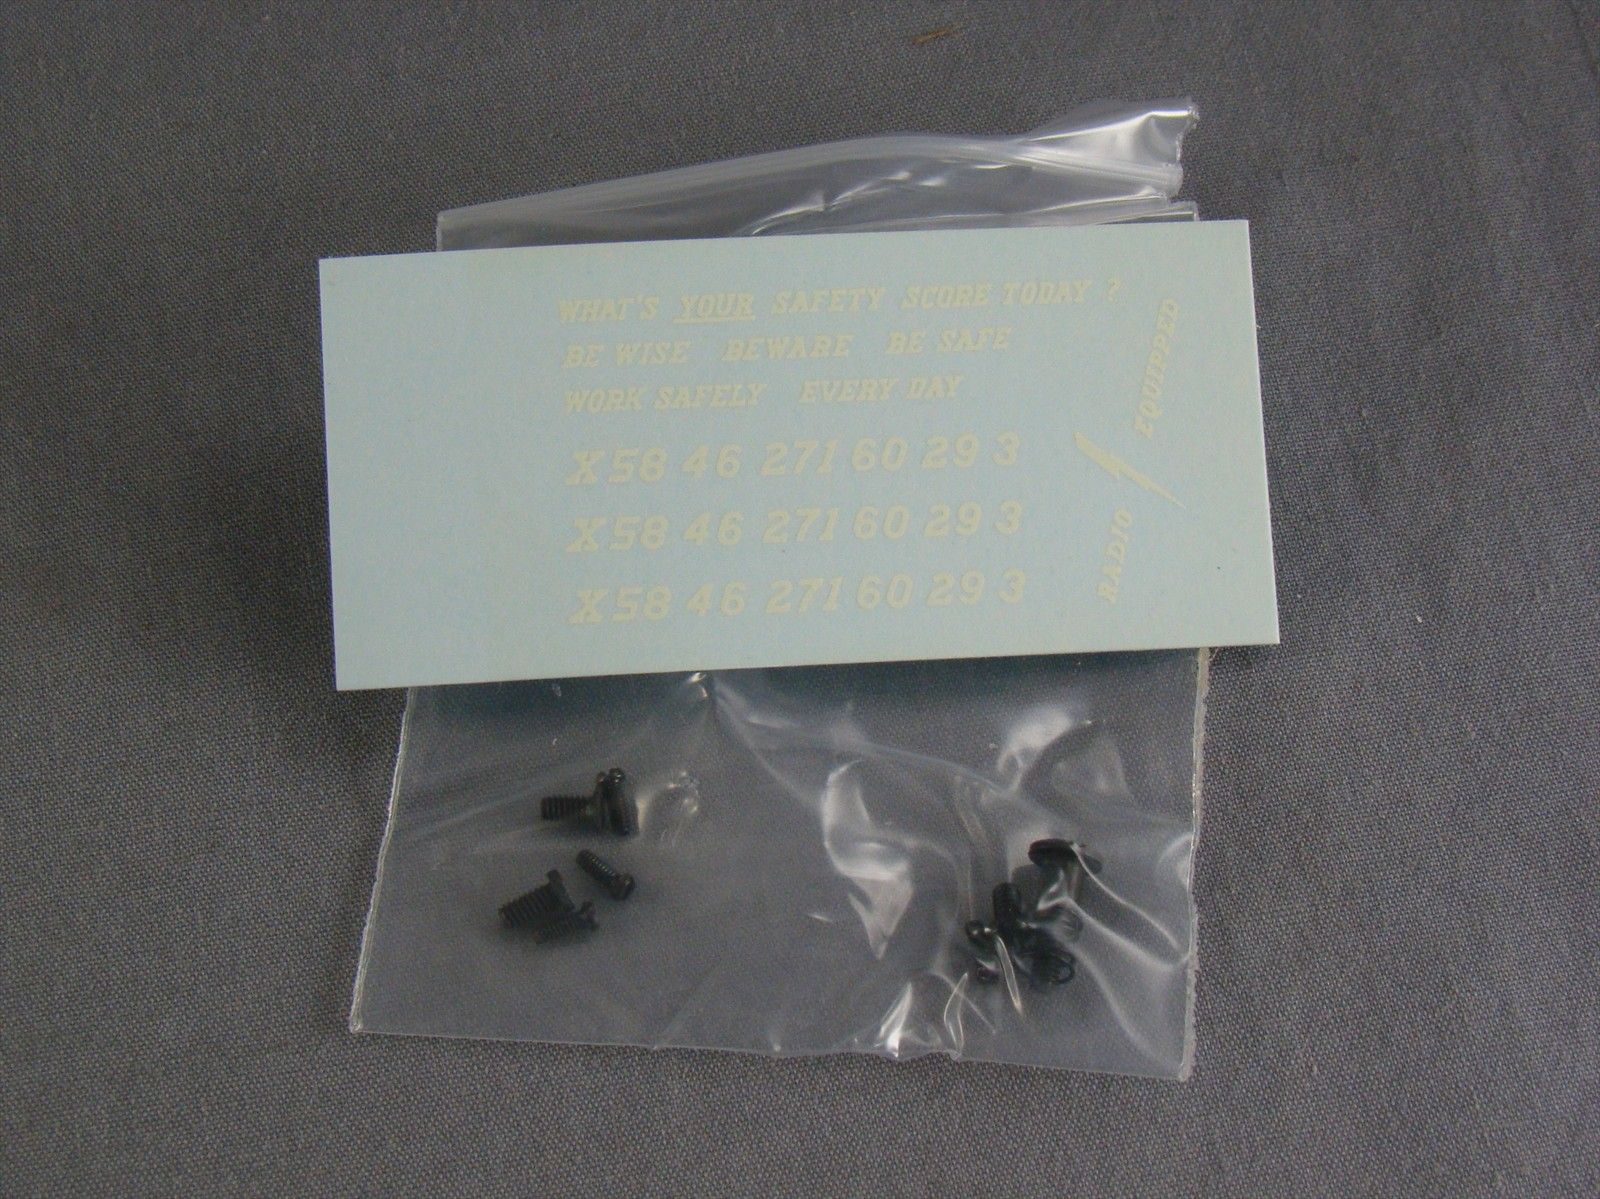 WHAT'S YOUR SAFETY SCORE TODAY ?
BE WISE BEWARE BE SAFE
WORK SAFELY EVERY DAY
X58 46 271 60 29 3
X58 46 271 60 29 3
X58 46 271 60 29 3
RADIO EQUIPPED